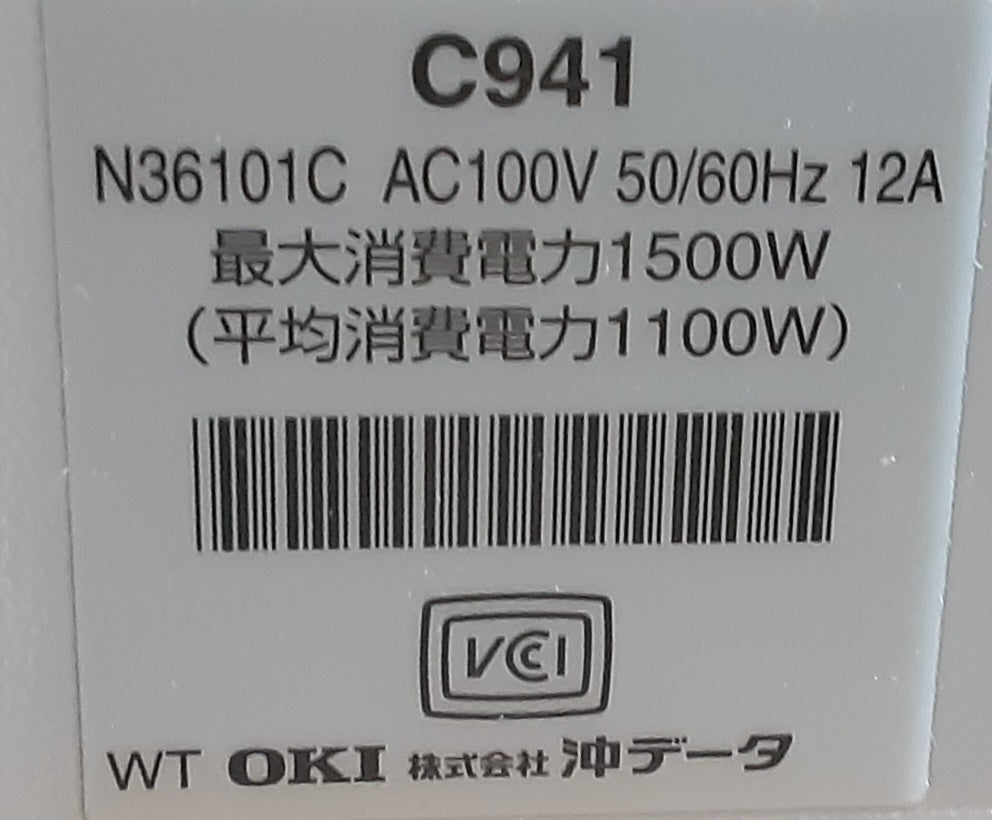 C941
N36101C AC100V 50/60Hz 12A
最大消費電力1500W
(平均消費電力1100W)
VCCI
WT OKI 株式会社 沖データ